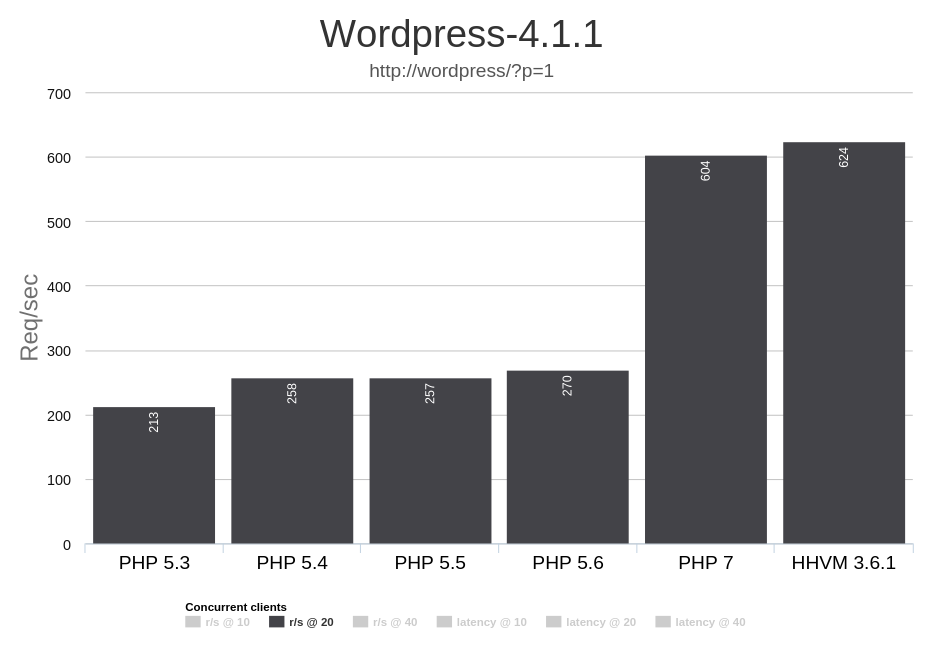 Wordpress-4.1.1
http://wordpress/?p=1
Req/sec
700
600
500
400
300
200
100
0
213
258
257
270
604
624
PHP 5.3
PHP 5.4
PHP 5.5
PHP 5.6
PHP 7
HHVM 3.6.1
Concurrent clients
r/s @ 10 r/s @ 20 r/s @ 40 latency @ 10 latency @ 20 latency @ 40